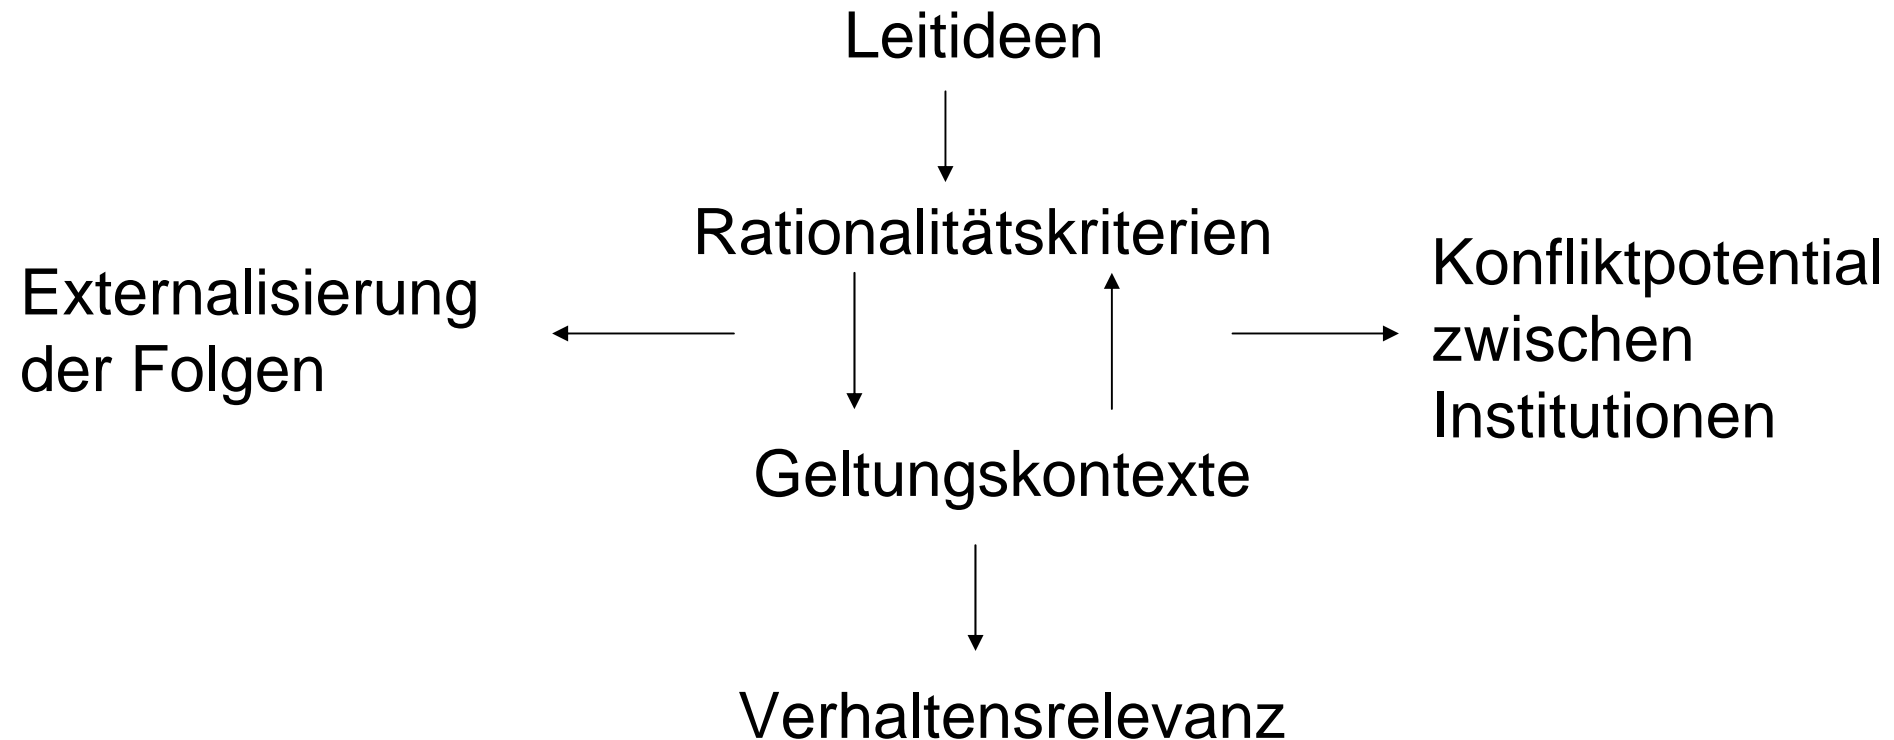 Leitideen
Rationalitätskriterien
Externalisierung
der Folgen
Konfliktpotential
zwischen
Institutionen
Geltungskontexte
Verhaltensrelevanz